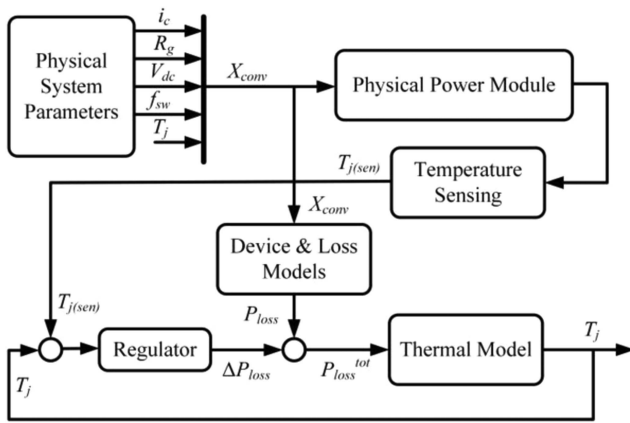 Physical
System
Parameters
i_c
R_g
V_dc
f_sw
T_j
X_conv
Physical Power Module
T_j(sen)
Temperature
Sensing
X_conv
Device & Loss
Models
T_j(sen)
P_loss
Regulator
ΔP_loss
P_loss^tot
Thermal Model
T_j
T_j